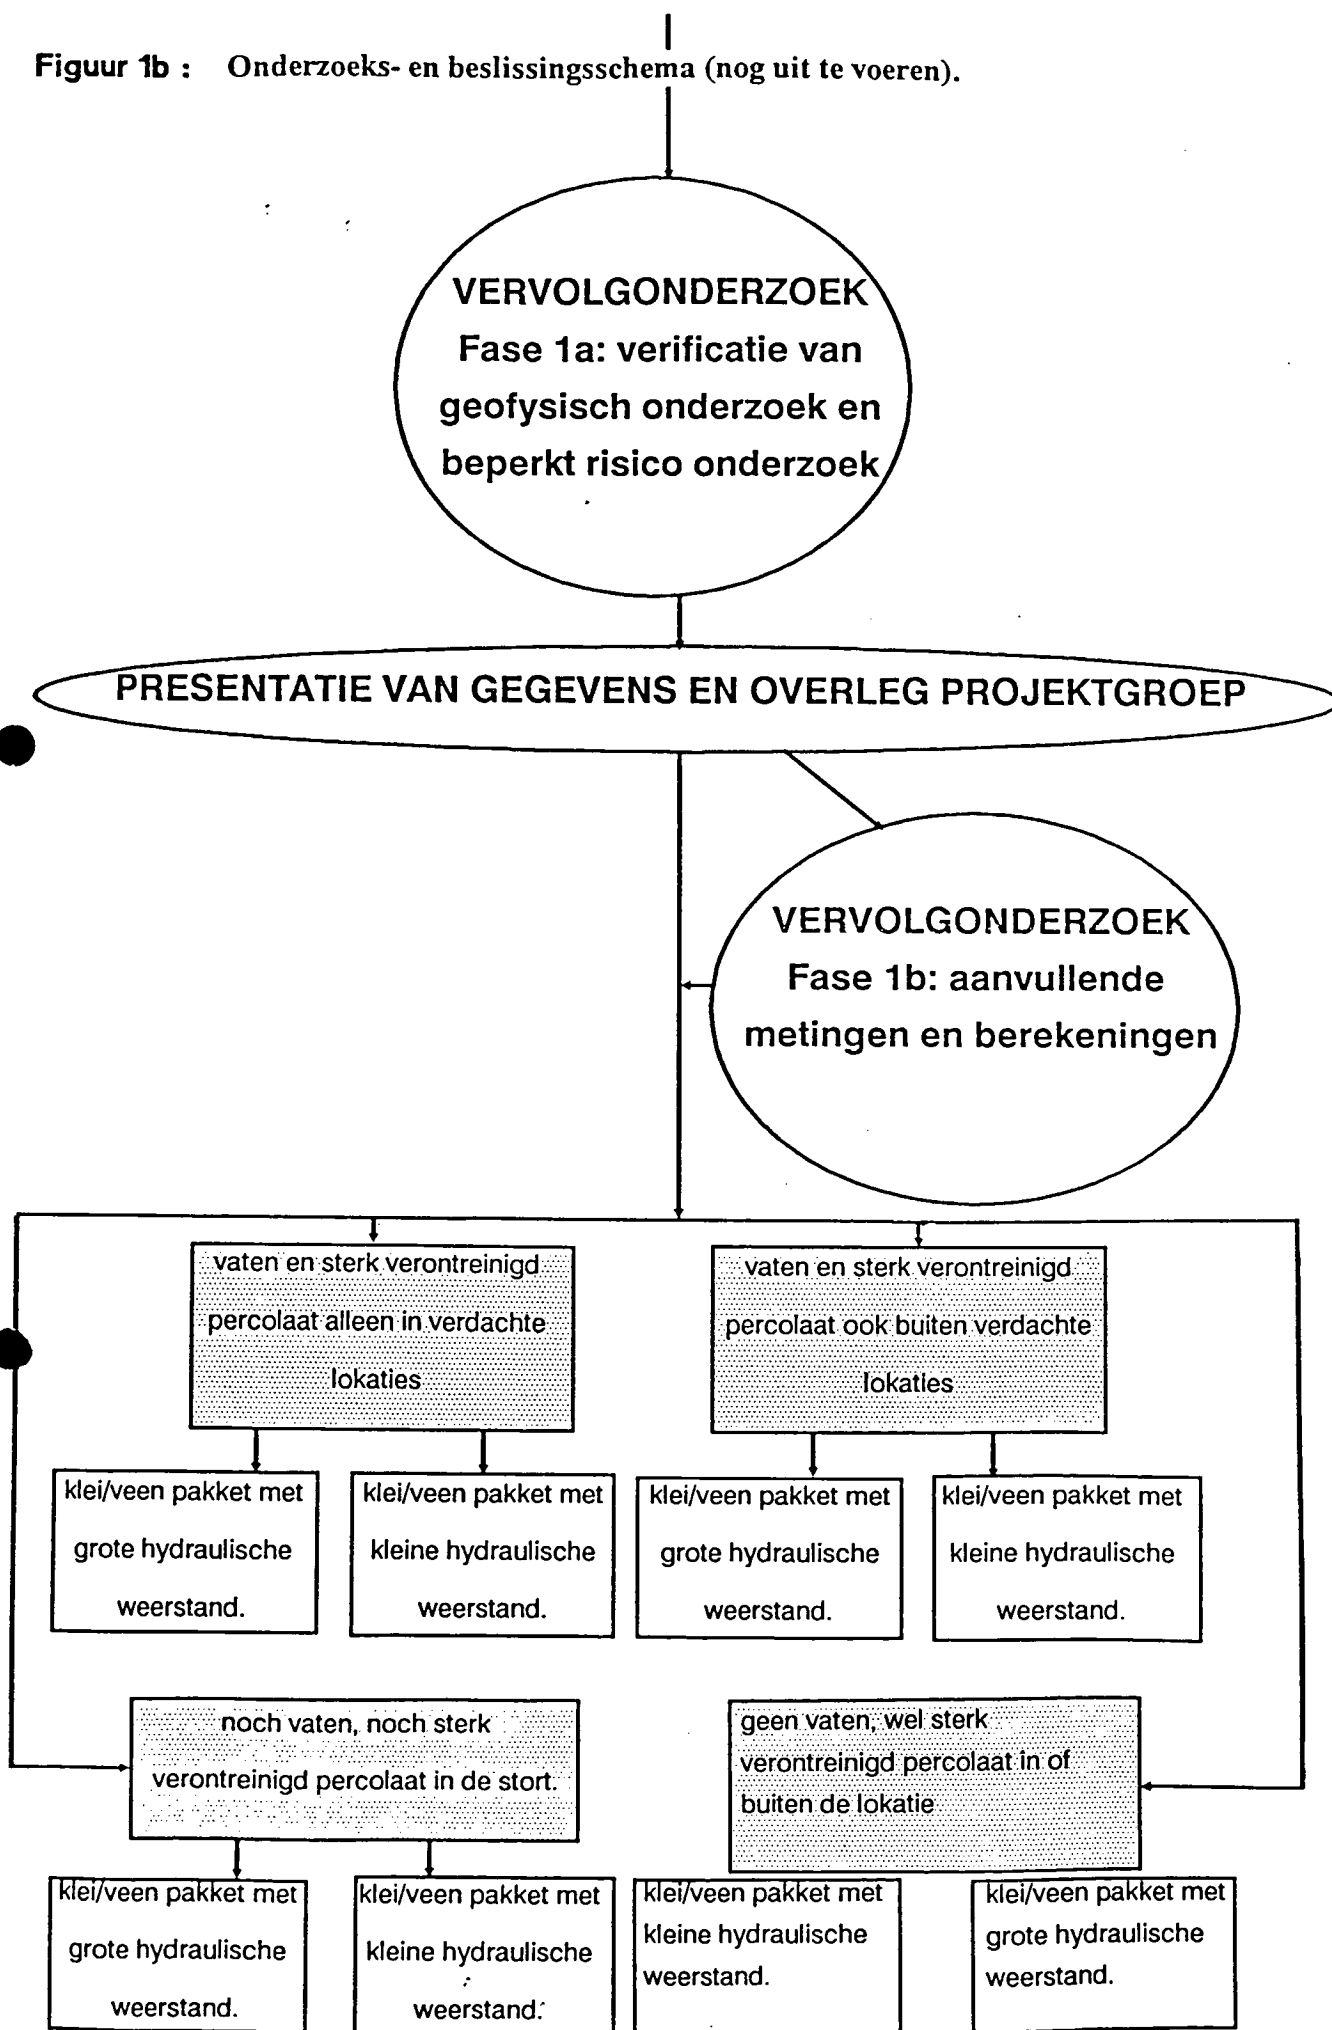 Figuur 1b : Onderzoeks- en beslissingsschema (nog uit te voeren).
VERVOLGONDERZOEK
Fase 1a: verificatie van
geofysisch onderzoek en
beperkt risico onderzoek
PRESENTATIE VAN GEGEVENS EN OVERLEG PROJEKTGROEP
VERVOLGONDERZOEK
Fase 1b: aanvullende
metingen en berekeningen
vaten en sterk verontreinigd
percolaat alleen in verdachte
lokaties
vaten en sterk verontreinigd
percolaat ook buiten verdachte
lokaties
klei/veen pakket met
grote hydraulische
weerstand.
klei/veen pakket met
kleine hydraulische
weerstand.
klei/veen pakket met
grote hydraulische
weerstand.
klei/veen pakket met
kleine hydraulische
weerstand.
noch vaten, noch sterk
verontreinigd percolaat in de stort.
geen vaten, wel sterk
verontreinigd percolaat in of
buiten de lokatie
klei/veen pakket met
grote hydraulische
weerstand.
klei/veen pakket met
kleine hydraulische
weerstand.
klei/veen pakket met
kleine hydraulische
weerstand.
klei/veen pakket met
grote hydraulische
weerstand.